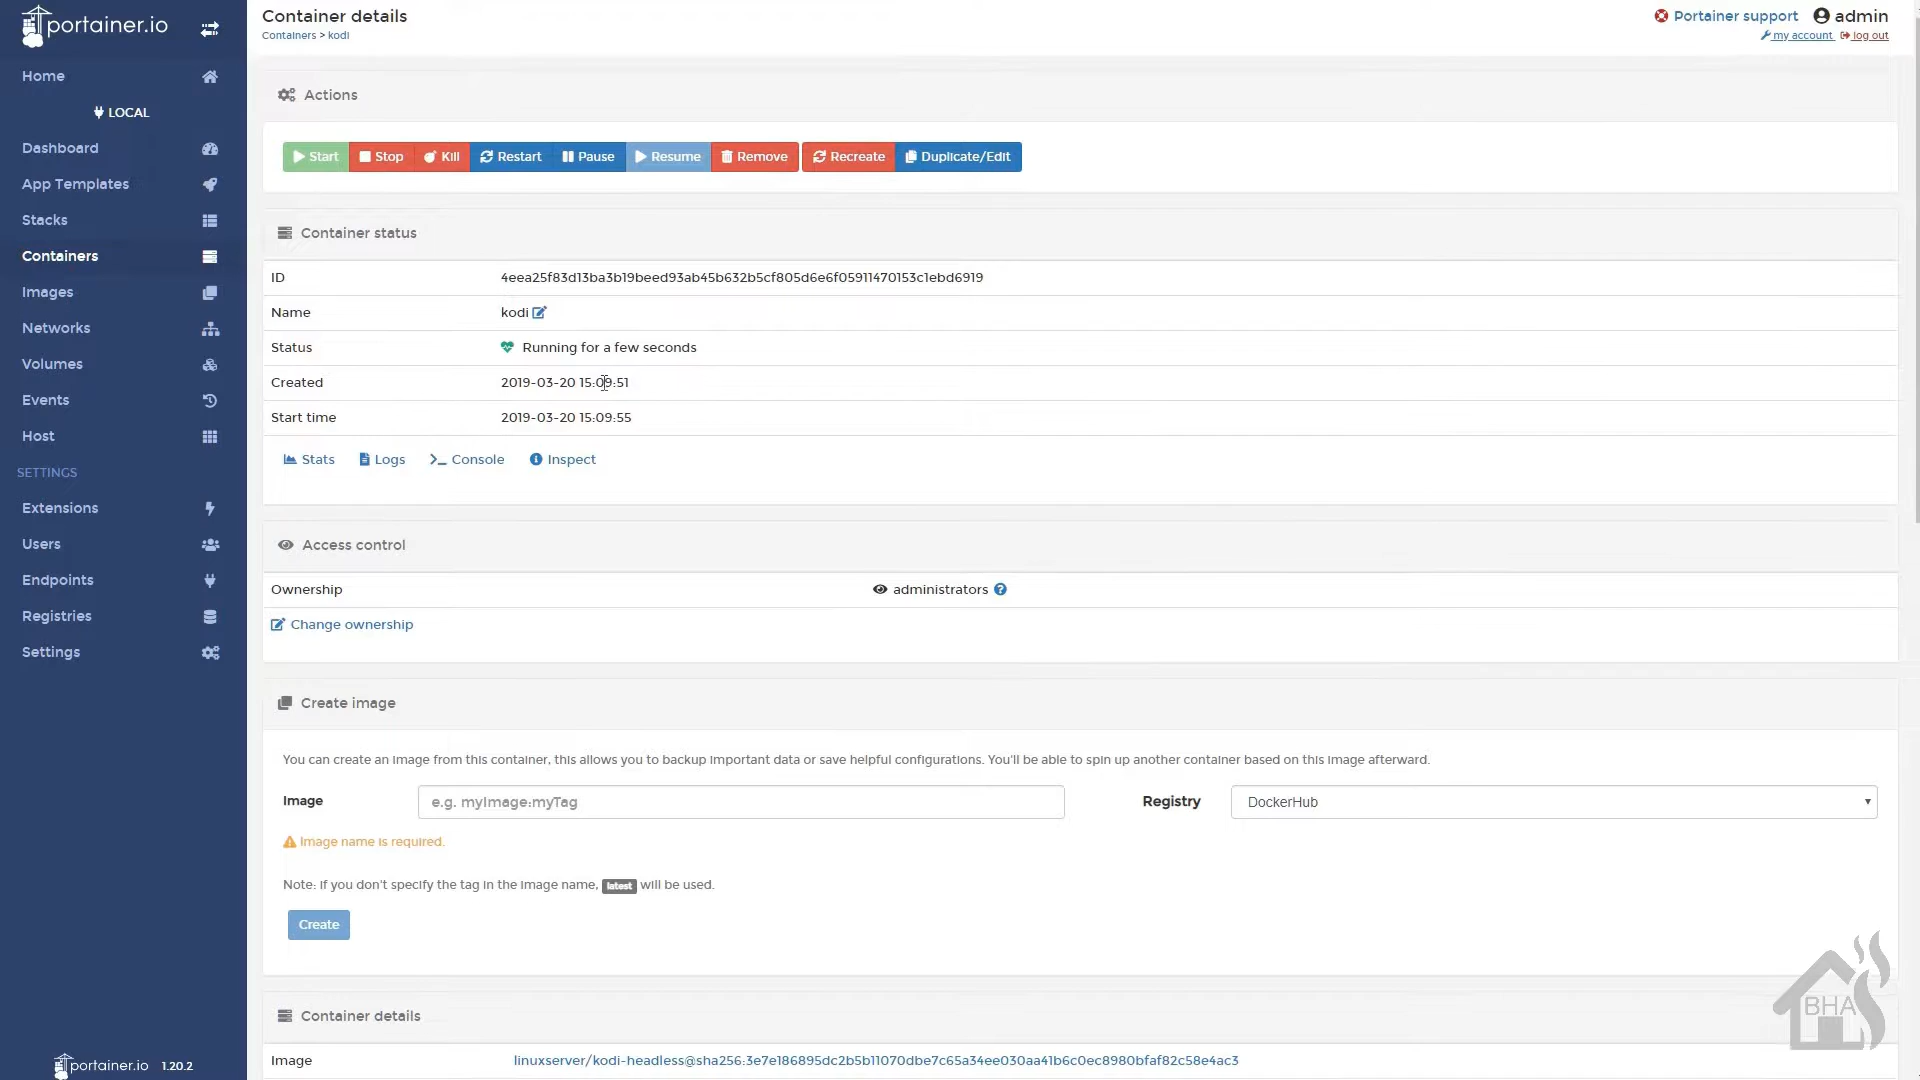 portainer.io
Container details
Containers > kodi
Portainer support
admin
my account
log out
Home
LOCAL
Dashboard
App Templates
Stacks
Containers
Images
Networks
Volumes
Events
Host
SETTINGS
Extensions
Users
Endpoints
Registries
Settings
portainer.io 1.20.2
Actions
Start Stop Kill Restart Pause Resume Remove Recreate Duplicate/Edit
Container status
ID 4eea25f83d13ba3b19beed93ab45b632b5cf805d6e6f05911470153c1ebd6919
Name kodi
Status Running for a few seconds
Created 2019-03-20 15:09:51
Start time 2019-03-20 15:09:55
Stats Logs Console Inspect
Access control
Ownership administrators
Change ownership
Create image
You can create an image from this container, this allows you to backup important data or save helpful configurations. You'll be able to spin up another container based on this image afterward.
Image e.g. myImage:myTag Registry DockerHub
Image name is required.
Note: if you don't specify the tag in the image name, latest will be used.
Create
Container details
Image linuxserver/kodi-headless@sha256:3e7e186895dc2b5b11070dbe7c65a34ee030aa41b6c0ec8980bfaf82c58e4ac3
BHA